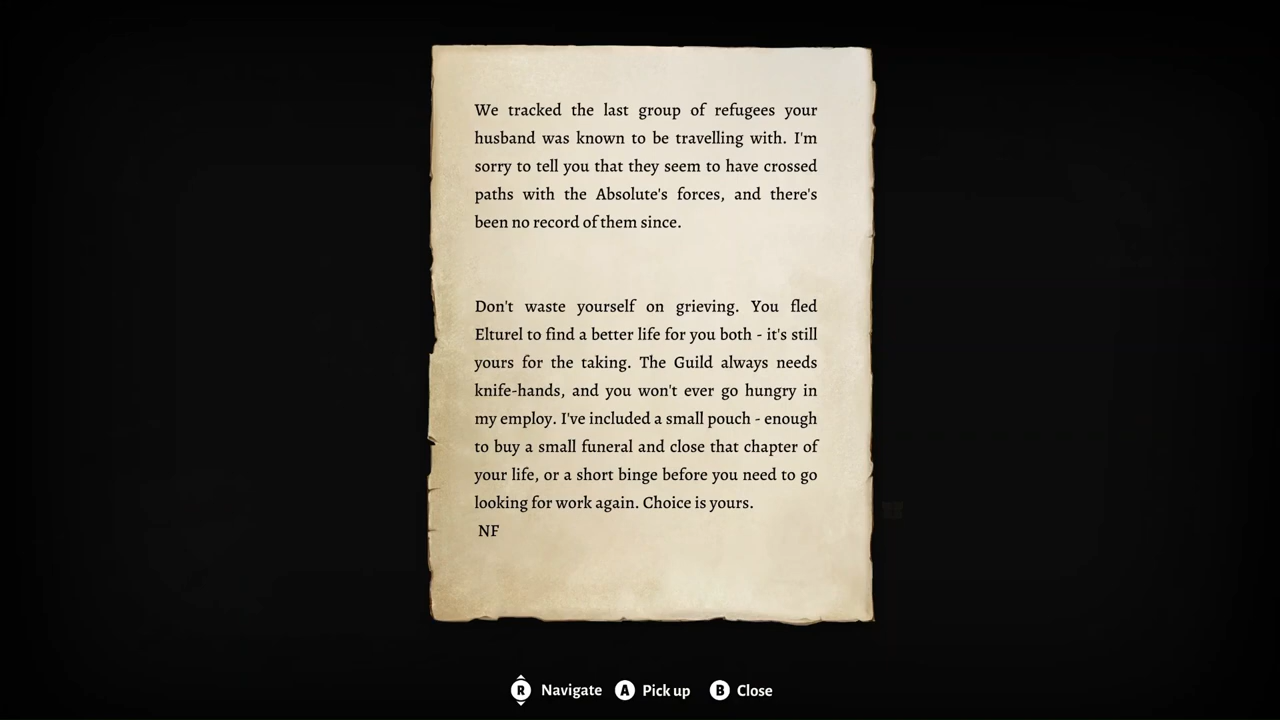 We tracked the last group of refugees your
husband was known to be travelling with. I'm
sorry to tell you that they seem to have crossed
paths with the Absolute's forces, and there's
been no record of them since.
Don't waste yourself on grieving. You fled
Elturel to find a better life for you both - it's still
yours for the taking. The Guild always needs
knife-hands, and you won't ever go hungry in
my employ. I've included a small pouch - enough
to buy a small funeral and close that chapter of
your life, or a short binge before you need to go
looking for work again. Choice is yours.
NF
R Navigate A Pick up B Close